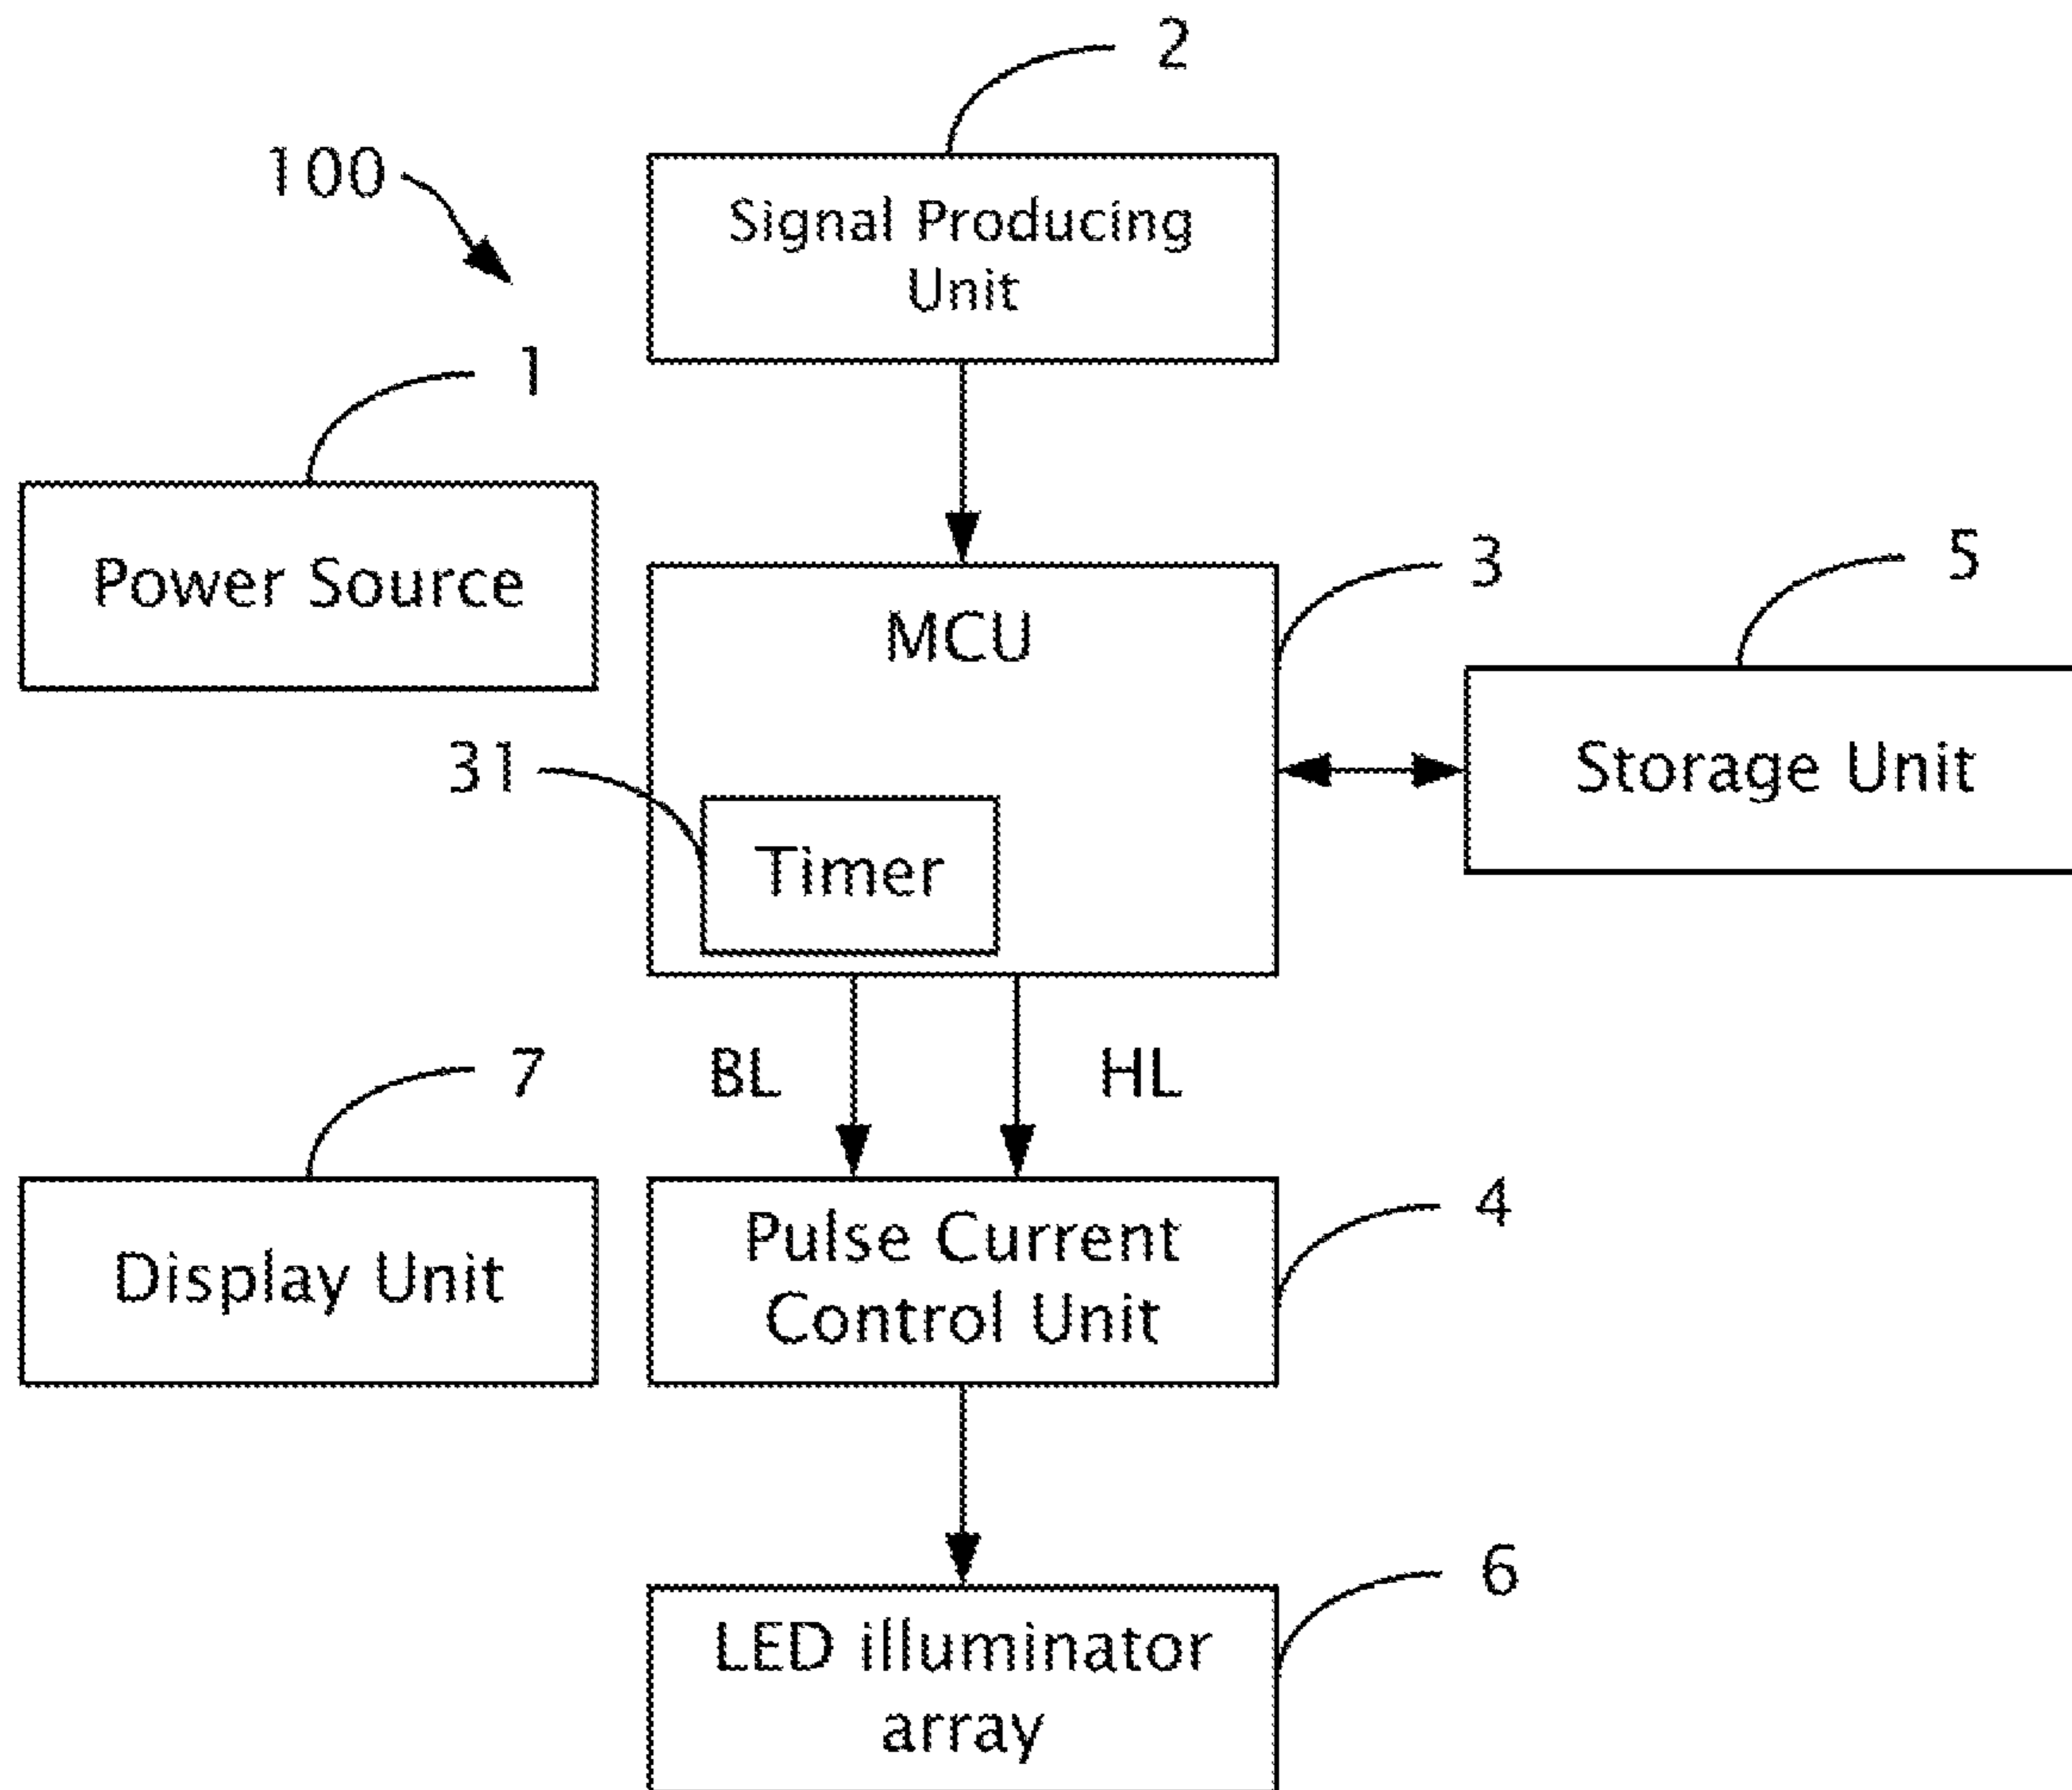 2
100
Signal Producing
Unit
1
Power Source
3
MCU
5
Storage Unit
31
Timer
BL
HL
7
Display Unit
4
Pulse Current
Control Unit
6
LED illuminator
array